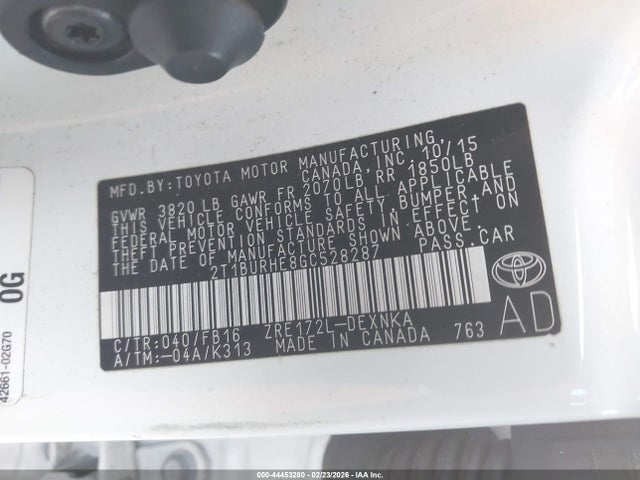 MFD.BY:TOYOTA MOTOR MANUFACTURING
CANADA, INC. 10/15
GVWR 3820 LB GAWR FR 2070LB RR 1850LB
THIS VEHICLE CONFORMS TO ALL APPLICABLE
FEDERAL MOTOR VEHICLE SAFETY, BUMPER AND
THEFT PREVENTION STANDARDS IN EFFECT ON
THE DATE OF MANUFACTURE SHOWN ABOVE.
2T1BURHE8GC528287 PASS.CAR
C/TR:040/FB16 ZRE172L-DEXNKA
A/TM:-04A/K313 MADE IN CANADA 763
AD
0G
42661-02G70
000-44453260 - 02/23/2026 - IAA Inc.